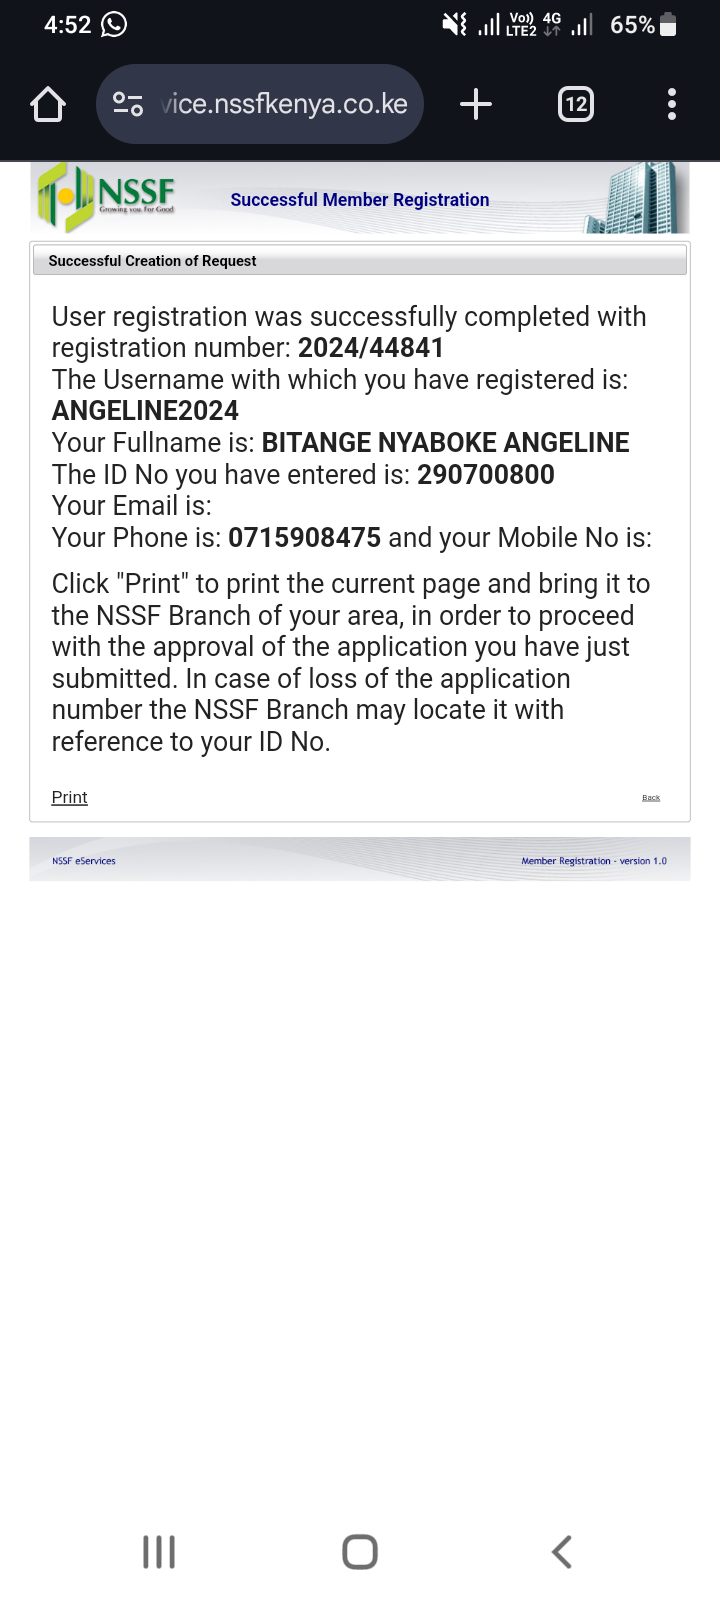 4:52
Vo)) LTE2 4G 65%
vice.nssfkenya.co.ke
12
NSSF
Growing you. For Good
Successful Member Registration
Successful Creation of Request
User registration was successfully completed with
registration number: 2024/44841
The Username with which you have registered is:
ANGELINE2024
Your Fullname is: BITANGE NYABOKE ANGELINE
The ID No you have entered is: 290700800
Your Email is:
Your Phone is: 0715908475 and your Mobile No is:
Click "Print" to print the current page and bring it to
the NSSF Branch of your area, in order to proceed
with the approval of the application you have just
submitted. In case of loss of the application
number the NSSF Branch may locate it with
reference to your ID No.
Print
Back
NSSF eServices
Member Registration - version 1.0